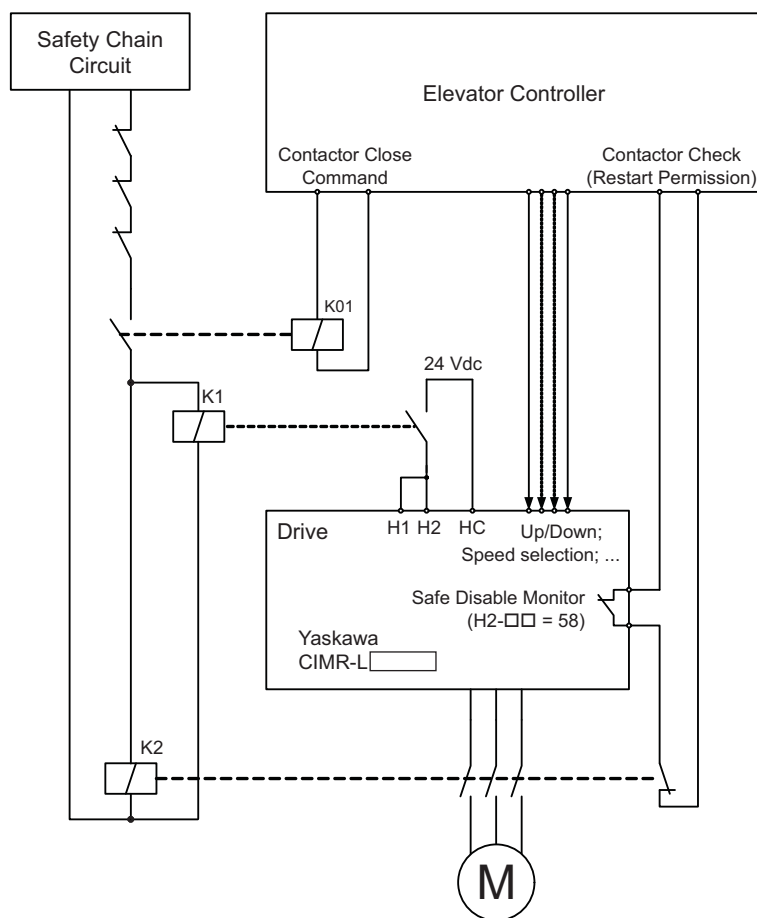 Safety Chain
Circuit
Elevator Controller
Contactor Close
Command
Contactor Check
(Restart Permission)
K01
24 Vdc
K1
Drive
H1 H2 HC
Up/Down;
Speed selection; ...
Safe Disable Monitor
(H2-□□ = 58)
Yaskawa
CIMR-L
K2
M